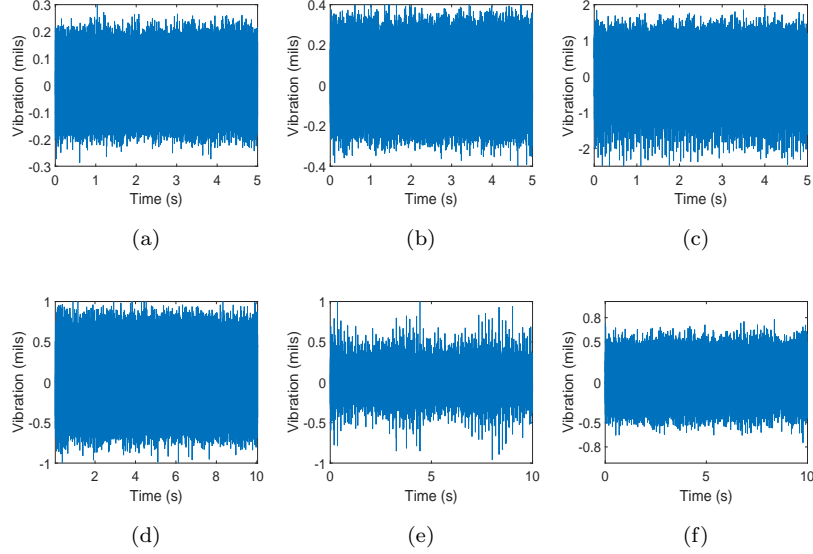 0.3
0.2
0.1
0
-0.1
-0.2
-0.3
Vibration (mils)
0 1 2 3 4 5
Time (s)
(a)
0.4
0.2
0
-0.2
-0.4
Vibration (mils)
0 1 2 3 4 5
Time (s)
(b)
2
1
0
-1
-2
Vibration (mils)
0 1 2 3 4 5
Time (s)
(c)
1
0.5
0
-0.5
-1
Vibration (mils)
2 4 6 8 10
Time (s)
(d)
1
0.5
0
-0.5
-1
Vibration (mils)
0 5 10
Time (s)
(e)
0.8
0.5
0
-0.5
-0.8
Vibration (mils)
0 5 10
Time (s)
(f)